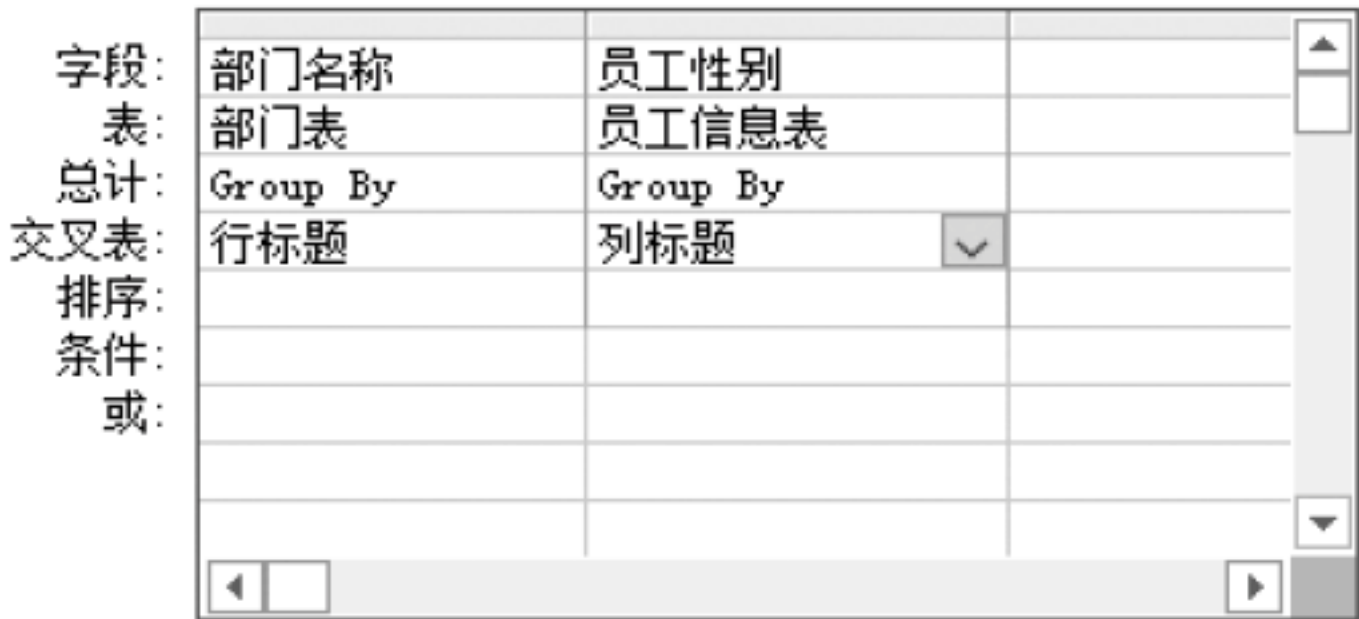 字段: 部门名称 员工性别
表: 部门表 员工信息表
总计: Group By Group By
交叉表: 行标题 列标题
排序:
条件:
或: